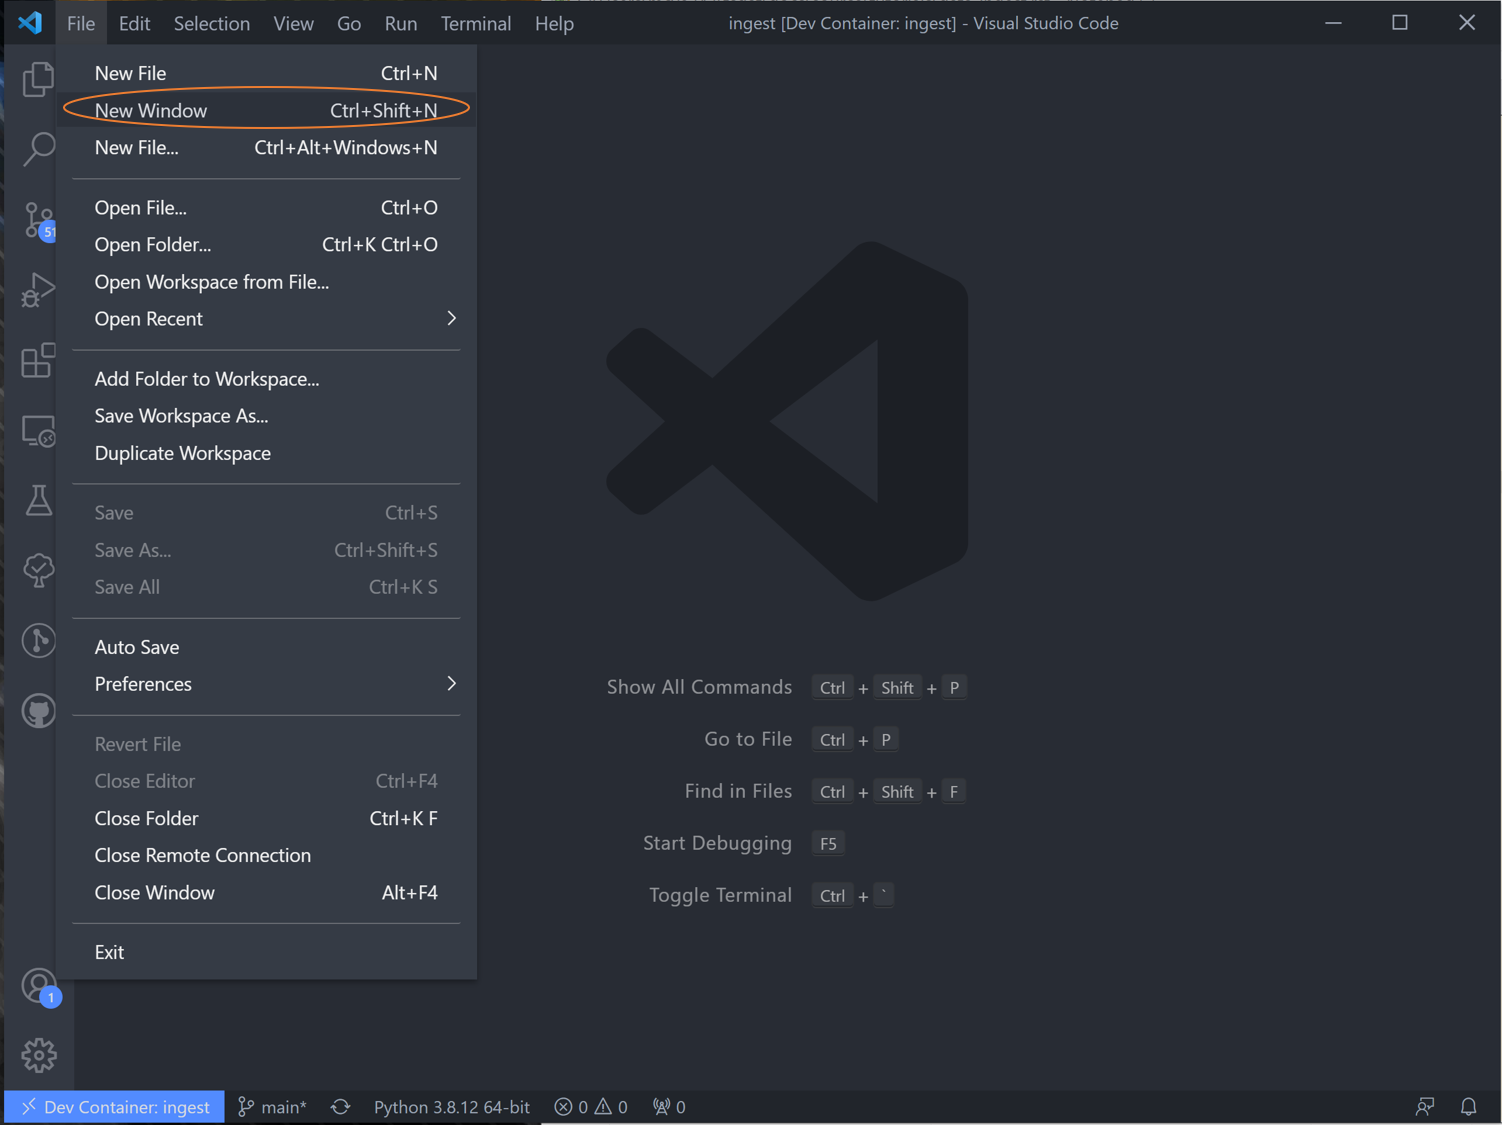 File Edit Selection View Go Run Terminal Help ingest [Dev Container: ingest] - Visual Studio Code
New File Ctrl+N
New Window Ctrl+Shift+N
New File... Ctrl+Alt+Windows+N
Open File... Ctrl+O
51
Open Folder... Ctrl+K Ctrl+O
Open Workspace from File...
Open Recent
Add Folder to Workspace...
Save Workspace As...
Duplicate Workspace
Save Ctrl+S
Save As... Ctrl+Shift+S
Save All Ctrl+K S
Auto Save
Preferences
Revert File
Close Editor Ctrl+F4
Close Folder Ctrl+K F
Close Remote Connection
Close Window Alt+F4
Exit
1
Show All Commands Ctrl + Shift + P
Go to File Ctrl + P
Find in Files Ctrl + Shift + F
Start Debugging F5
Toggle Terminal Ctrl + `
Dev Container: ingest main* Python 3.8.12 64-bit 0 0 0